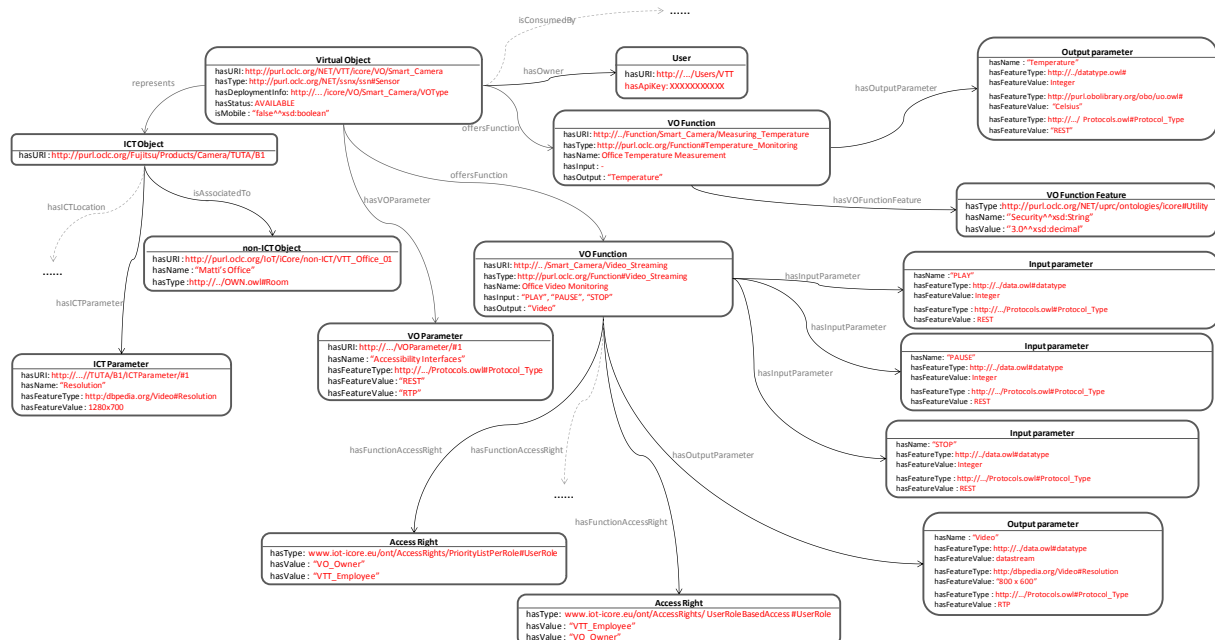 ......
isConsumedBy
Virtual Object
hasURI: http://purl.oclc.org/NET/VTT/icore/VO/Smart_Camera
hasType: http://purl.oclc.org/NET/ssnx/ssn#Sensor
hasDeploymentInfo: http://... /icore/VO/Smart_Camera/VOType
hasStatus: AVAILABLE
isMobile : "false^^xsd:boolean"
represents
hasOwner
User
hasURI: http://.../Users/VTT
hasApiKey: XXXXXXXXXXX
Output parameter
hasName : "Temperature"
hasFeatureType: http://../datatype.owl#
hasFeatureValue: Integer
hasFeatureType: http://purl.obolibrary.org/obo/uo.owl#
hasFeatureValue: "Celsius"
hasFeatureType: http://.../ Protocols.owl#Protocol_Type
hasFeatureValue: "REST"
hasOutputParameter
offersFunction
VO Function
hasURI: http://../Function/Smart_Camera/Measuring_Temperature
hasType: http://purl.org/Function#Temperature_Monitoring
hasName: Office Temperature Measurement
hasInput : -
hasOutput : "Temperature"
ICT Object
hasURI: http://purl.oclc.org/Fujitsu/Products/Camera/TUTA/B1
offersFunction
hasVOFunctionFeature
VO Function Feature
hasType :http://purl.oclc.org/NET/uprc/ontologies/icore#Utility
hasName: "Security^^xsd:String"
hasValue : "3.0^^xsd:decimal"
isAssociatedTo
hasICTLocation
hasVOParameter
......
non-ICT Object
hasURI: http://purl.oclc.org/IoT/iCore/non-ICT/VTT_Office_01
hasName : "Matti's Office"
hasType: http://../OWN.owl#Room
hasICTParameter
VO Function
hasURI: http://.. /Smart_Camera/Video_Streaming
hasType: http://purl.oclc.org/Function#Video_Streaming
hasName: Office Video Monitoring
hasInput : "PLAY", "PAUSE", "STOP"
hasOutput : "Video"
hasInputParameter
Input parameter
hasName: "PLAY"
hasFeatureType: http://../data.owl#datatype
hasFeatureValue: Integer
hasFeatureType : http://.../Protocols.owl#Protocol_Type
hasFeatureValue : REST
hasInputParameter
ICT Parameter
hasURI: http://...//TUTA/B1/ICTParameter/#1
hasName: "Resolution"
hasFeatureType: http:/dbpedia.org/Video#Resolution
hasFeatureValue: 1280x700
VO Parameter
hasURI: http://.../VOParameter/#1
hasName : "Accessibility Interfaces"
hasFeatureType: http://.../Protocols.owl#Protocol_Type
hasFeatureValue: "REST"
hasFeatureValue: "RTP"
Input parameter
hasName: "PAUSE"
hasFeatureType: http://../data.owl#datatype
hasFeatureValue: Integer
hasFeatureType : http://.../Protocols.owl#Protocol_Type
hasFeatureValue : REST
hasInputParameter
Input parameter
hasName: "STOP"
hasFeatureType: http://../data.owl#datatype
hasFeatureValue: Integer
hasFeatureType : http://.../Protocols.owl#Protocol_Type
hasFeatureValue : REST
hasFunctionAccessRight
hasFunctionAccessRight
hasOutputParameter
......
hasFunctionAccessRight
Output parameter
hasName : "Video"
hasFeatureType: http://../data.owl#datatype
hasFeatureValue: datastream
hasFeatureType: http:/dbpedia.org/Video#Resolution
hasFeatureValue: "800 x 600"
hasFeatureType : http://.../Protocols.owl#Protocol_Type
hasFeatureValue: RTP
Access Right
hasType: www.iot-icore.eu/ont/AccessRights/PriorityListPerRole#UserRole
hasValue : "VO_Owner"
hasValue : "VTT_Employee"
Access Right
hasType: www.iot-icore.eu/ont/AccessRights/ UserRoleBasedAccess #UserRole
hasValue : "VTT_Employee"
hasValue : "VO_Owner"